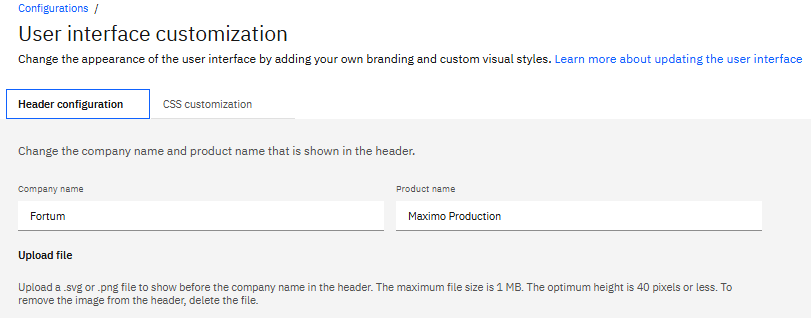 Configurations /
User interface customization
Change the appearance of the user interface by adding your own branding and custom visual styles. Learn more about updating the user interface
Header configuration CSS customization
Change the company name and product name that is shown in the header.
Company name Product name
Fortum Maximo Production
Upload file
Upload a .svg or .png file to show before the company name in the header. The maximum file size is 1 MB. The optimum height is 40 pixels or less. To
remove the image from the header, delete the file.